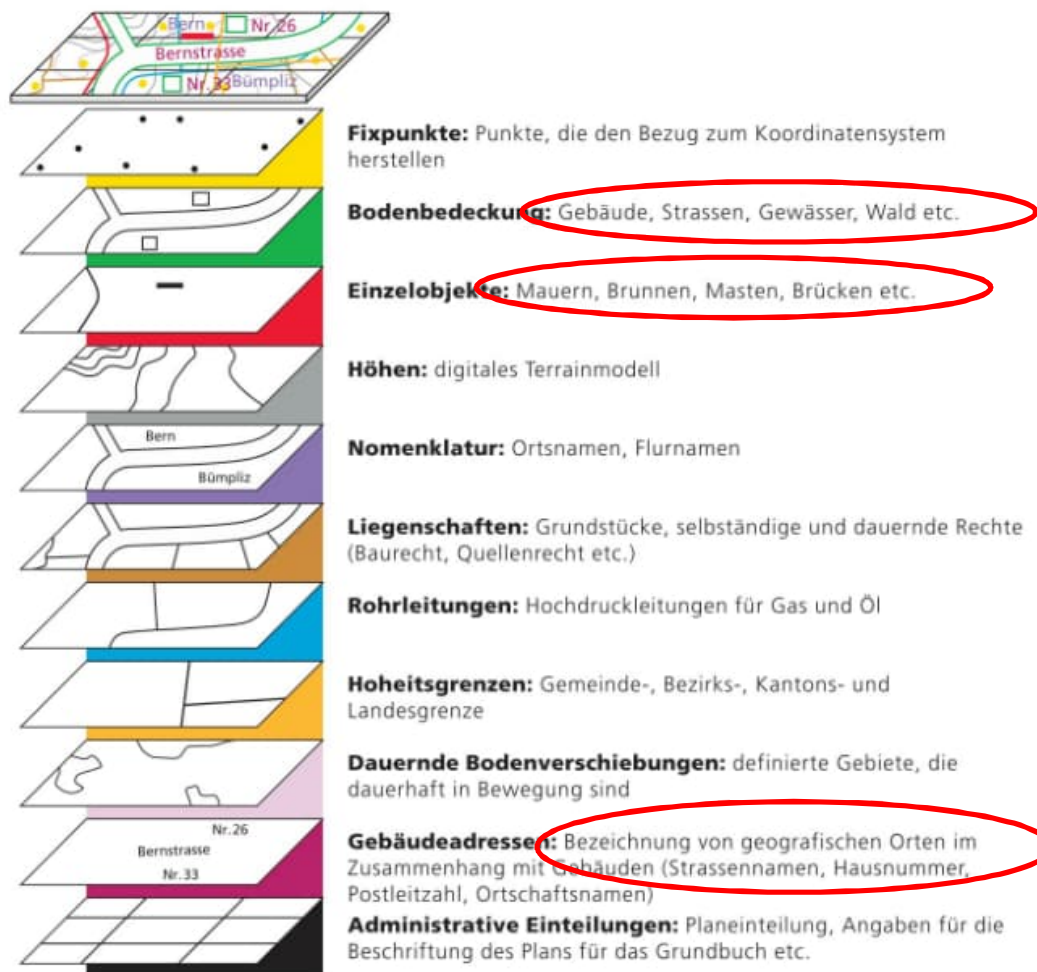 Bern
Nr. 26
Bernstrasse
Nr. 33 Bümpliz
Fixpunkte: Punkte, die den Bezug zum Koordinatensystem
herstellen
Bodenbedeckung: Gebäude, Strassen, Gewässer, Wald etc.
Einzelobjekte: Mauern, Brunnen, Masten, Brücken etc.
Höhen: digitales Terrainmodell
Bern
Bümpliz
Nomenklatur: Ortsnamen, Flurnamen
Liegenschaften: Grundstücke, selbständige und dauernde Rechte
(Baurecht, Quellenrecht etc.)
Rohrleitungen: Hochdruckleitungen für Gas und Öl
Hoheitsgrenzen: Gemeinde-, Bezirks-, Kantons- und
Landesgrenze
Dauernde Bodenverschiebungen: definierte Gebiete, die
dauerhaft in Bewegung sind
Nr. 26
Bernstrasse
Nr. 33
Gebäudeadressen: Bezeichnung von geografischen Orten im
Zusammenhang mit Gebäuden (Strassennamen, Hausnummer,
Postleitzahl, Ortschaftsnamen)
Administrative Einteilungen: Planeinteilung, Angaben für die
Beschriftung des Plans für das Grundbuch etc.